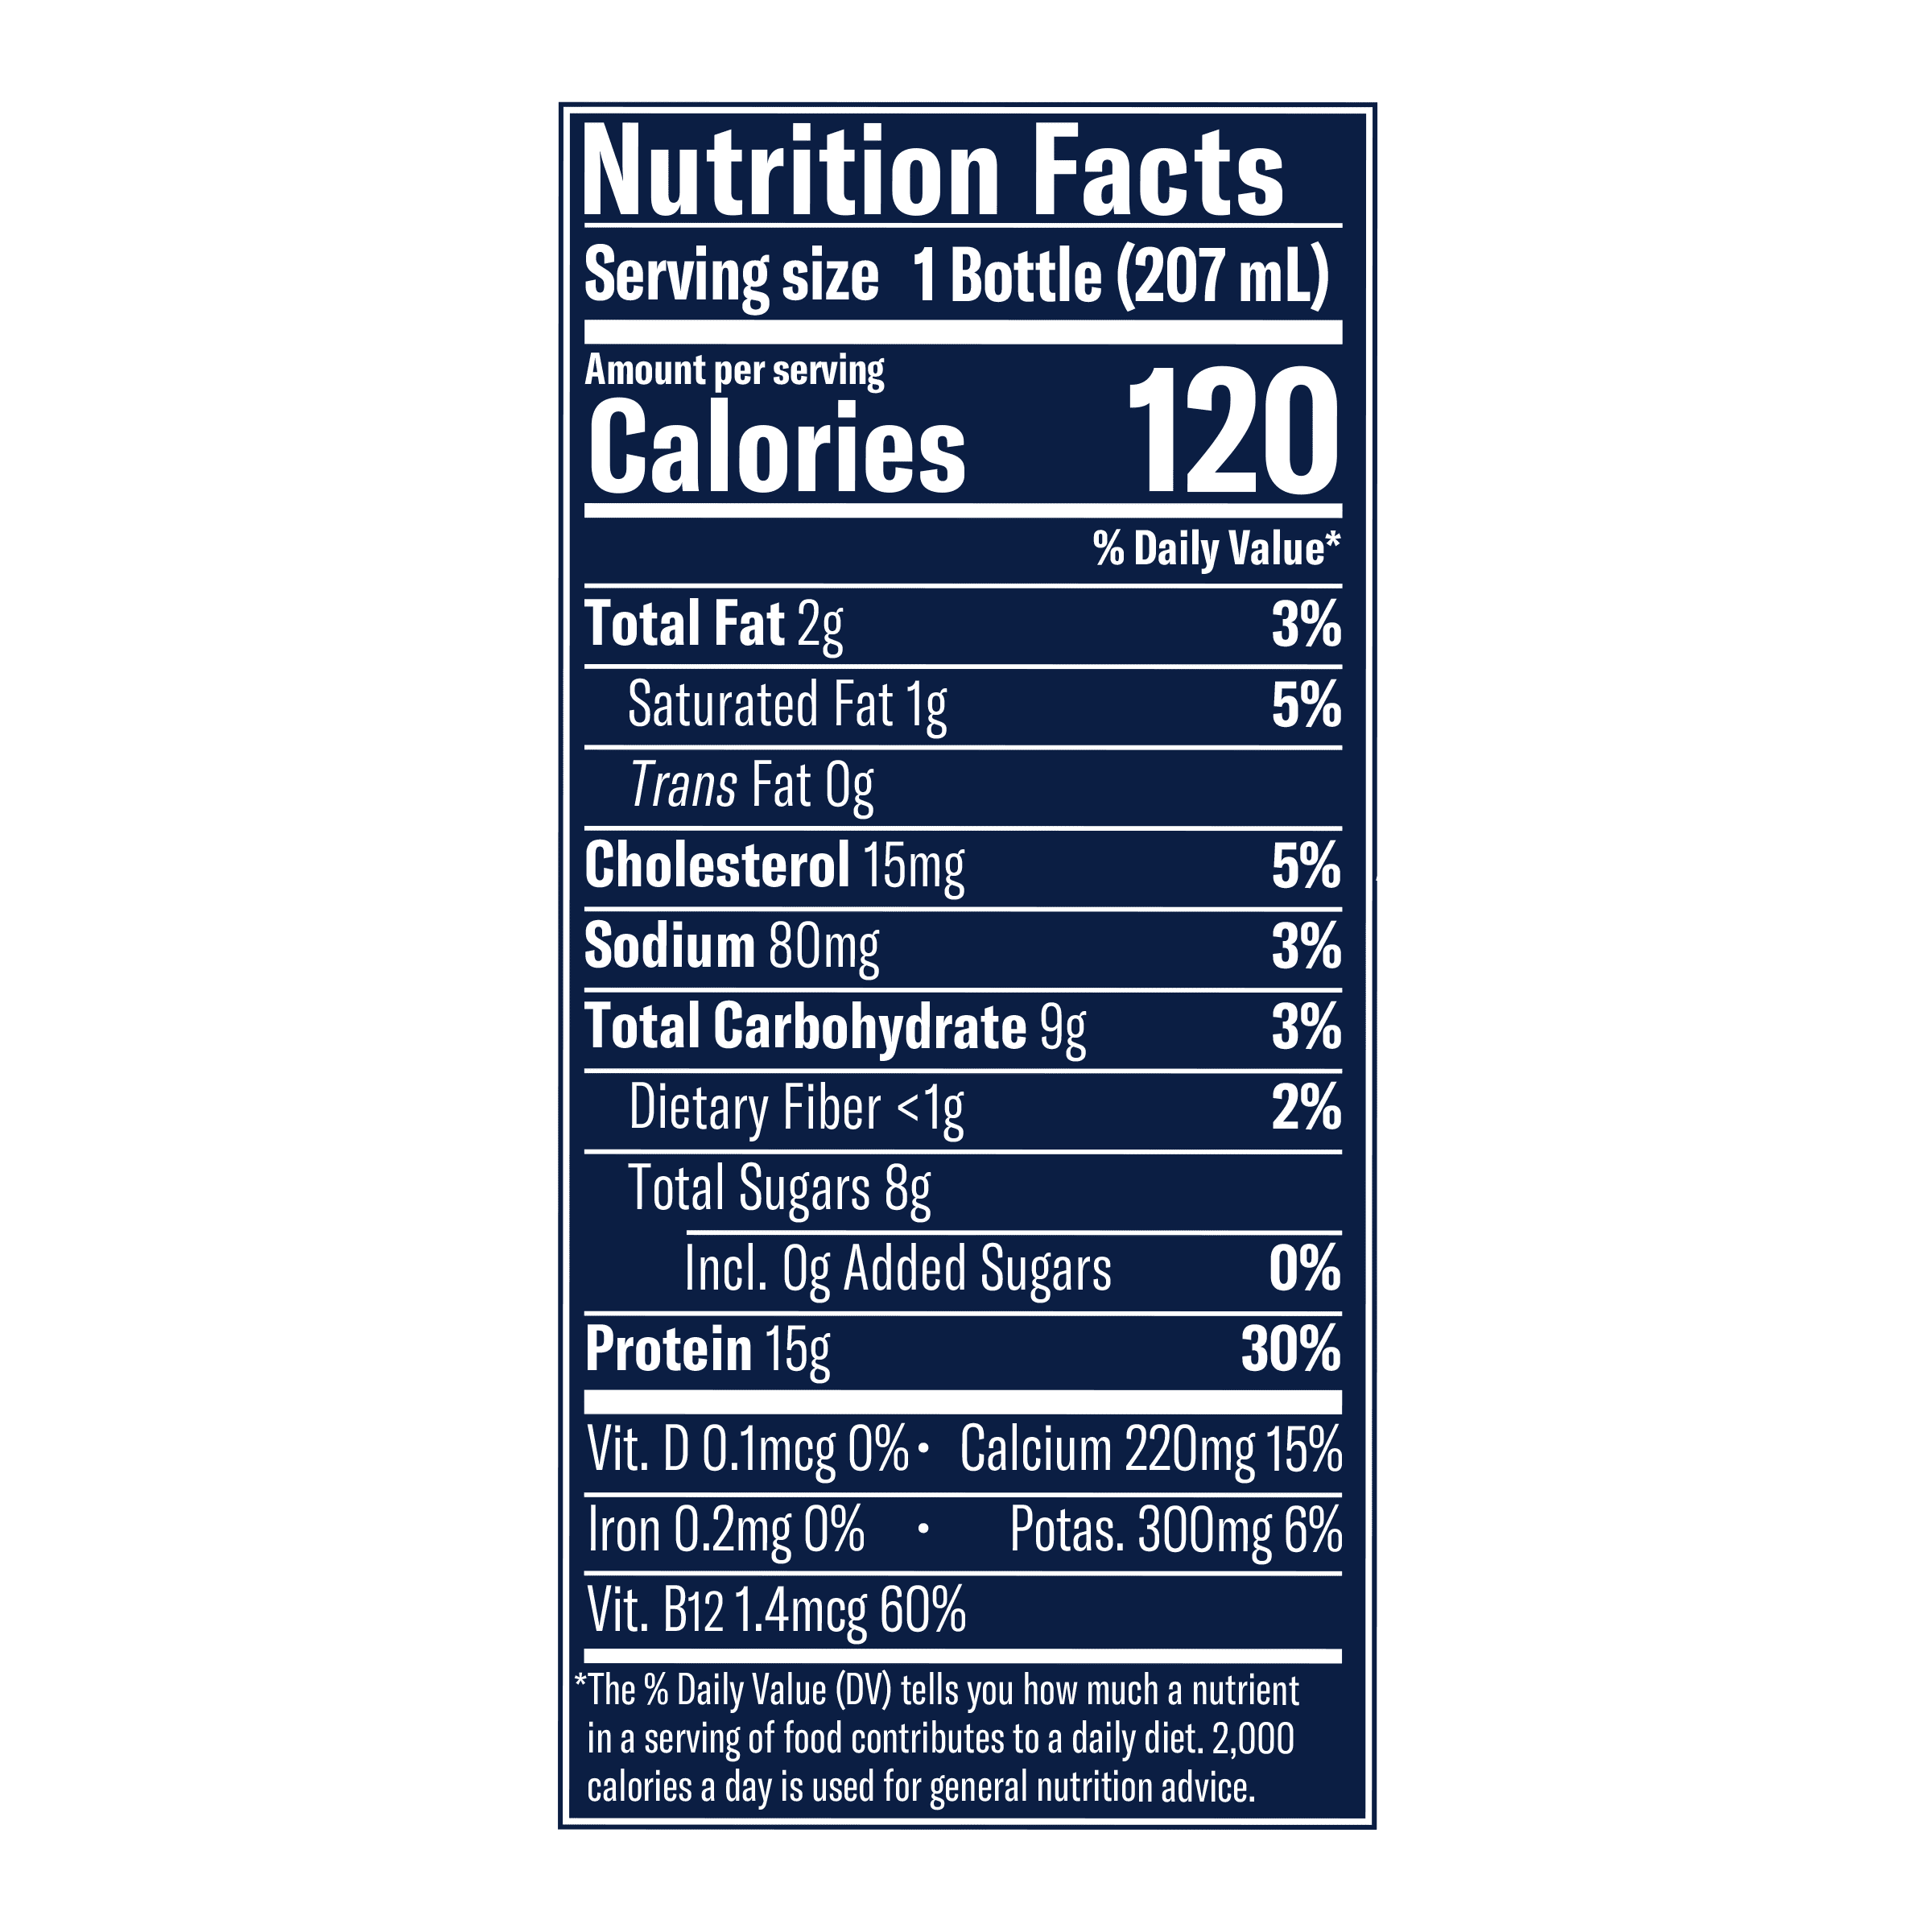 Nutrition Facts
Serving size 1 Bottle (207 mL)
Amount per serving
Calories 120
% Daily Value*
Total Fat 2g 3%
Saturated Fat 1g 5%
Trans Fat 0g
Cholesterol 15mg 5%
Sodium 80mg 3%
Total Carbohydrate 9g 3%
Dietary Fiber <1g 2%
Total Sugars 8g
Incl. 0g Added Sugars 0%
Protein 15g 30%
Vit. D 0.1mcg 0% • Calcium 220mg 15%
Iron 0.2mg 0% • Potas. 300mg 6%
Vit. B12 1.4mcg 60%
*The % Daily Value (DV) tells you how much a nutrient
in a serving of food contributes to a daily diet. 2,000
calories a day is used for general nutrition advice.